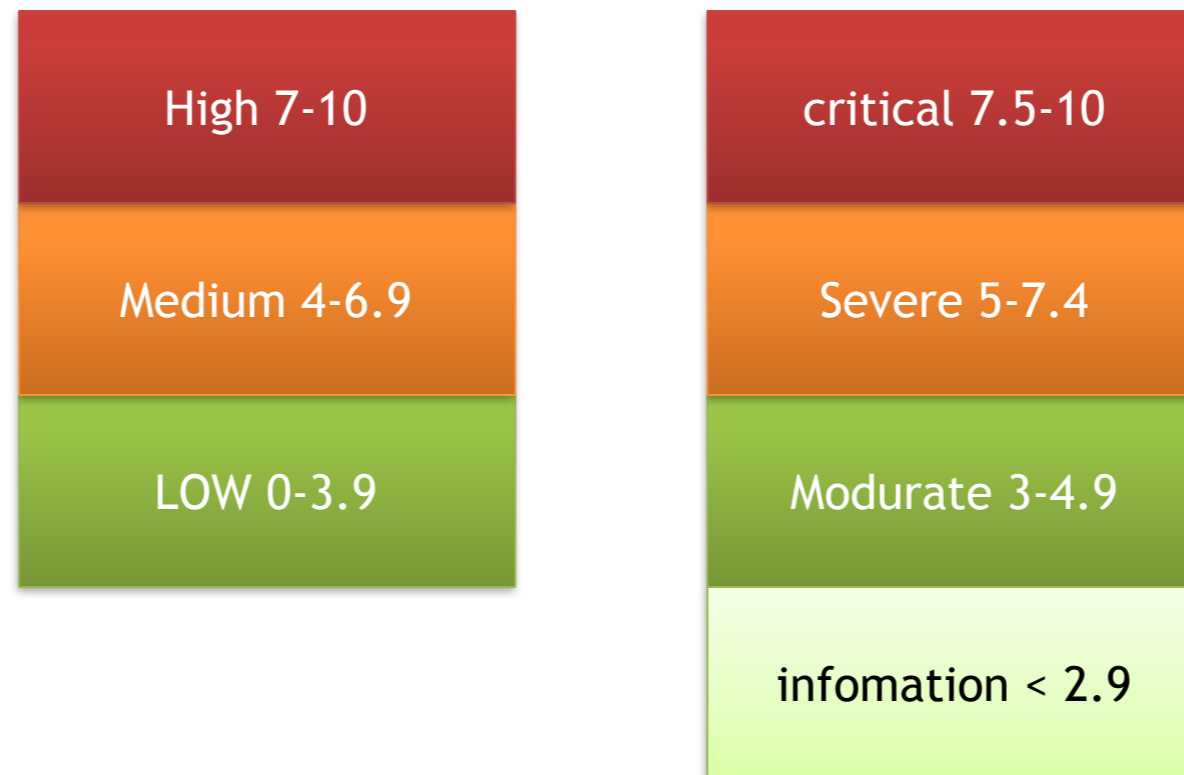 High 7-10
Medium 4-6.9
LOW 0-3.9
critical 7.5-10
Severe 5-7.4
Modurate 3-4.9
infomation < 2.9